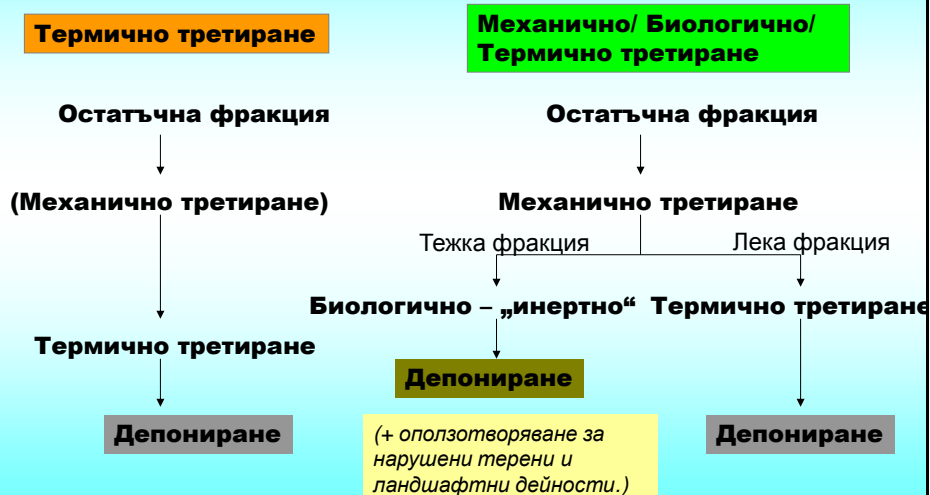 Термично третиране
Остатъчна фракция
(Механично третиране)
Термично третиране
Депониране
Механично/ Биологично/
Термично третиране
Остатъчна фракция
Механично третиране
Тежка фракция
Лека фракция
Биологично – „инертно“
Термично третиране
Депониране
(+ оползотворяване за
нарушени терени и
ландшафтни дейности.)
Депониране